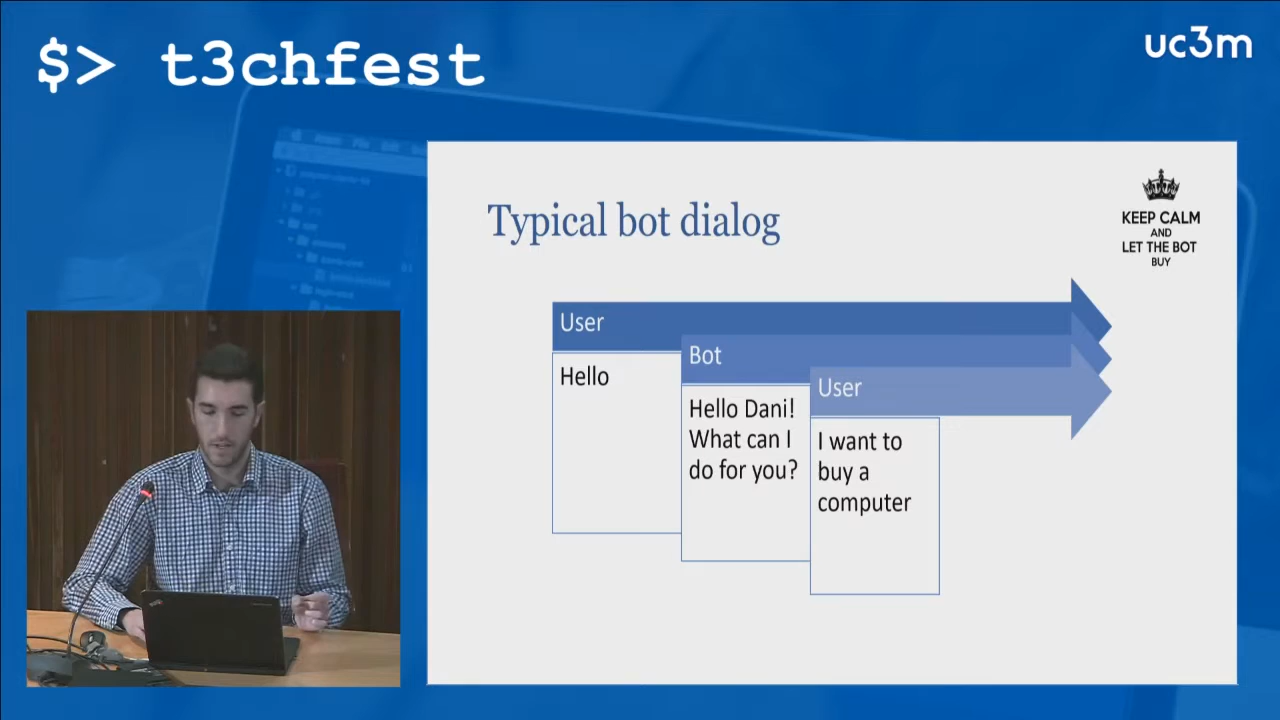 $> t3chfest
uc3m
Typical bot dialog
KEEP CALM
AND
LET THE BOT
BUY
User
Hello
Bot
Hello Dani!
What can I
do for you?
User
I want to
buy a
computer